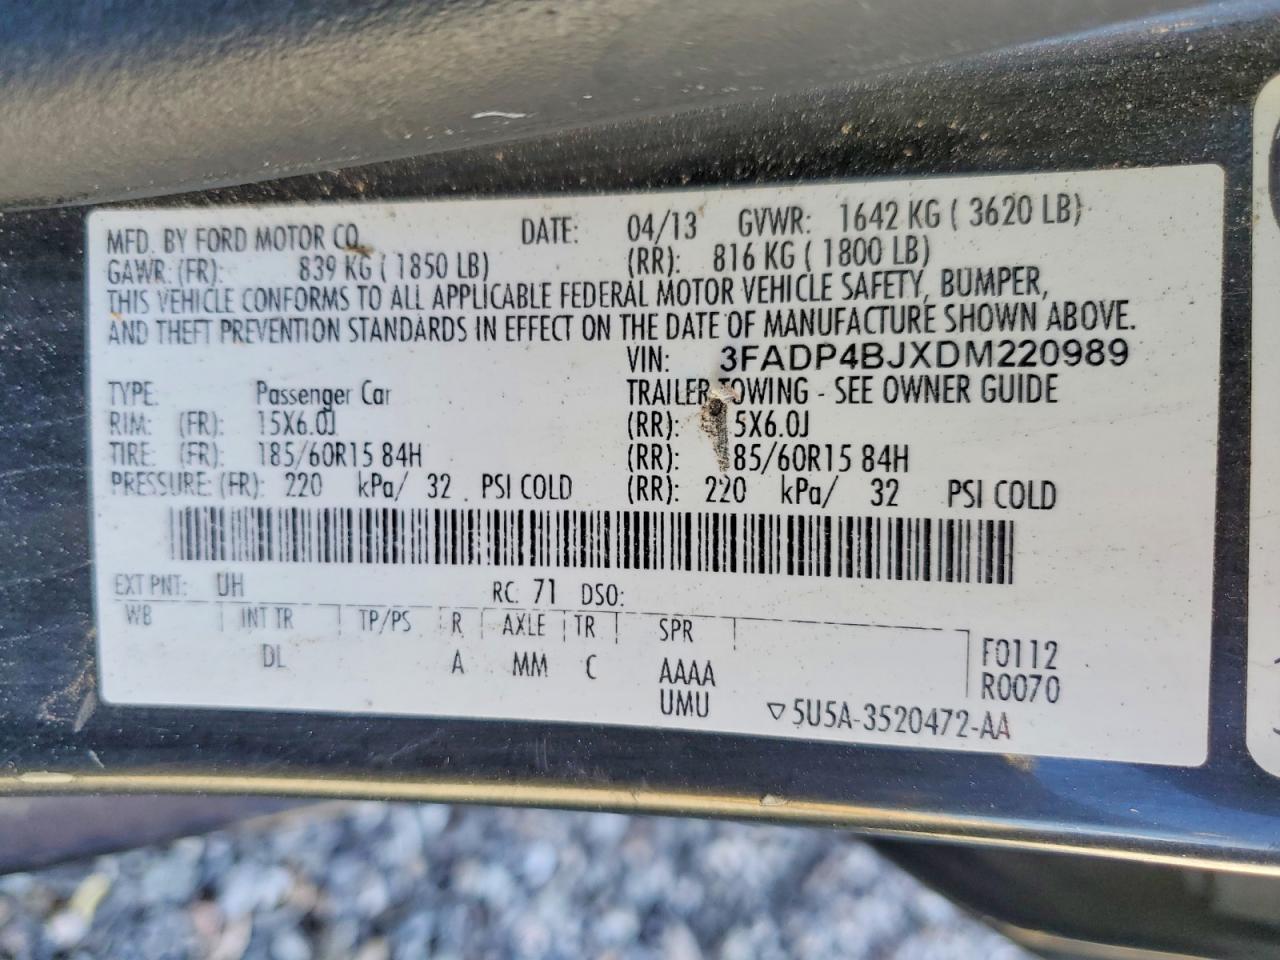 MFD. BY FORD MOTOR CO. DATE: 04/13 GVWR: 1642 KG ( 3620 LB)
GAWR: (FR): 839 KG ( 1850 LB) (RR): 816 KG ( 1800 LB)
THIS VEHICLE CONFORMS TO ALL APPLICABLE FEDERAL MOTOR VEHICLE SAFETY, BUMPER,
AND THEFT PREVENTION STANDARDS IN EFFECT ON THE DATE OF MANUFACTURE SHOWN ABOVE.
VIN: 3FADP4BJXDM220989
TYPE: Passenger Car TRAILER TOWING - SEE OWNER GUIDE
RIM: (FR): 15X6.0J (RR): 5X6.0J
TIRE: (FR): 185/60R15 84H (RR): 85/60R15 84H
PRESSURE: (FR): 220 kPa/ 32 PSI COLD (RR): 220 kPa/ 32 PSI COLD
EXT PNT: UH RC: 71 DSO:
WB INT TR TP/PS R AXLE TR SPR
DL A MM C AAAA F0112
UMU R0070
▽5U5A-3520472-AA